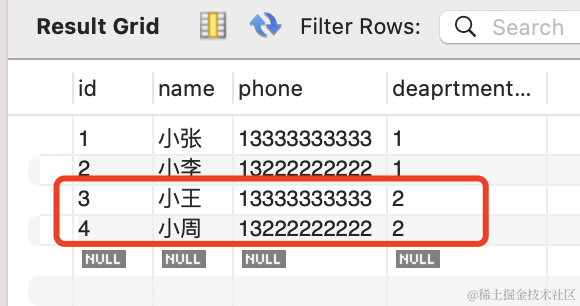 Result Grid Filter Rows: Search
id name phone deaprtment...
1 小张 13333333333 1
2 小李 13222222222 1
3 小王 13333333333 2
4 小周 13222222222 2
NULL NULL NULL NULL
@稀土掘金技术社区